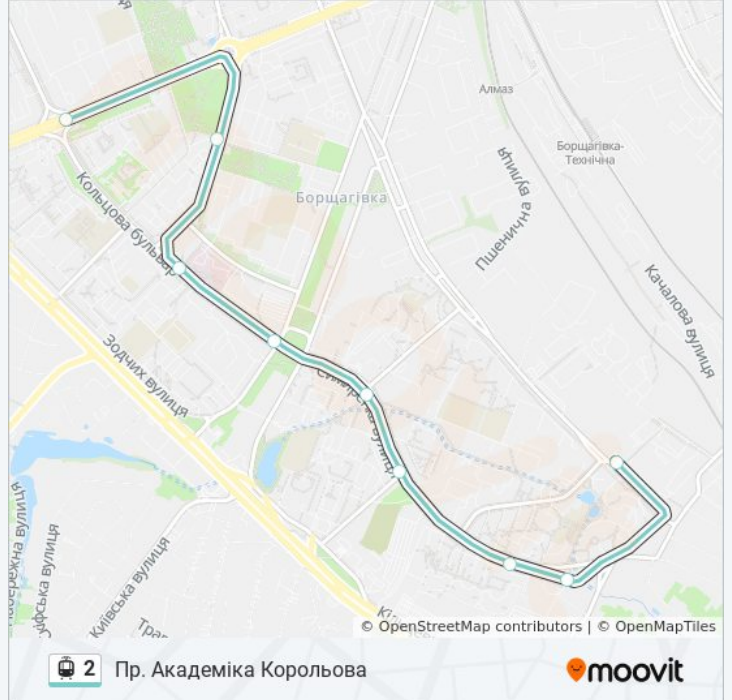 Алмаз
Борщагівка-
Технічна
Пшенична вулиця
Борщагівка
Кольцова бульвар
Качалова вулиця
Зодчих вулиця
Симиренка вулиця
Київська вулиця
© OpenStreetMap contributors | © OpenMapTiles
2 Пр. Академіка Корольова
moovit